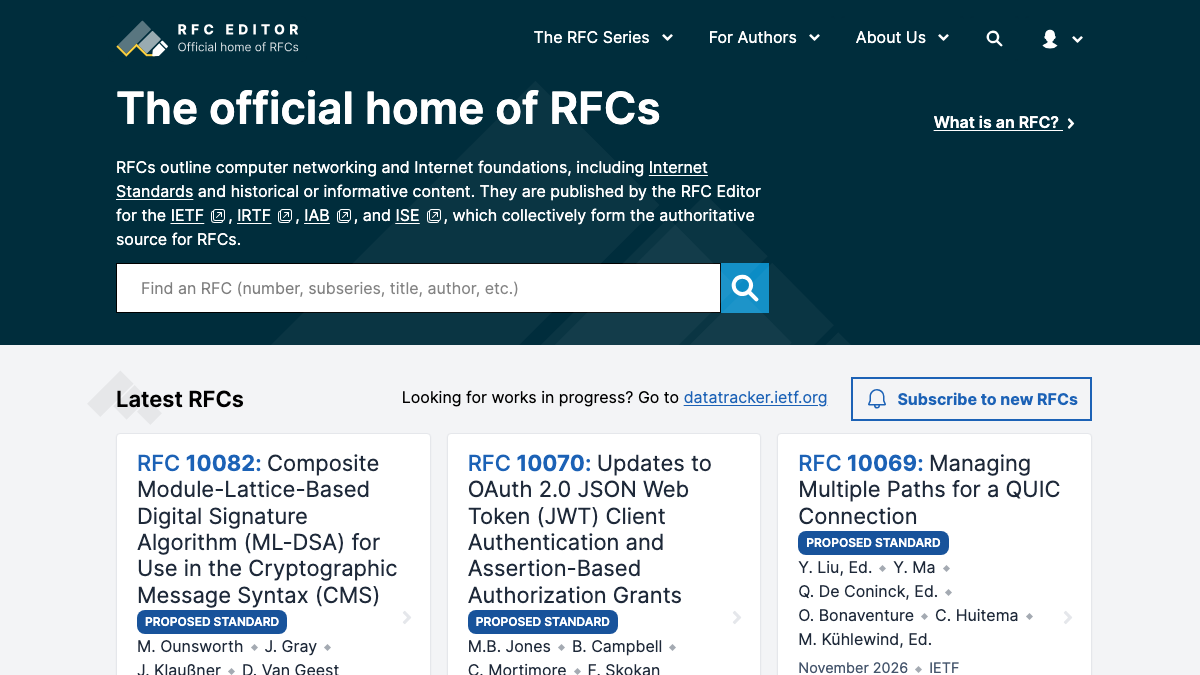 RFC EDITOR
Official home of RFCs
The RFC Series
For Authors
About Us
The official home of RFCs
What is an RFC?
RFCs outline computer networking and Internet foundations, including Internet
Standards and historical or informative content. They are published by the RFC Editor
for the IETF, IRTF, IAB, and ISE, which collectively form the authoritative
source for RFCs.
Find an RFC (number, subseries, title, author, etc.)
Latest RFCs
Looking for works in progress? Go to datatracker.ietf.org
Subscribe to new RFCs
RFC 10082: Composite
Module-Lattice-Based
Digital Signature
Algorithm (ML-DSA) for
Use in the Cryptographic
Message Syntax (CMS)
PROPOSED STANDARD
M. Ounsworth ⬥ J. Gray ⬥
J. Klaußner ⬥ D. Van Geest
RFC 10070: Updates to
OAuth 2.0 JSON Web
Token (JWT) Client
Authentication and
Assertion-Based
Authorization Grants
PROPOSED STANDARD
M.B. Jones ⬥ B. Campbell ⬥
C. Mortimore ⬥ F. Skokan
RFC 10069: Managing
Multiple Paths for a QUIC
Connection
PROPOSED STANDARD
Y. Liu, Ed. ⬥ Y. Ma ⬥
Q. De Coninck, Ed. ⬥
O. Bonaventure ⬥ C. Huitema ⬥
M. Kühlewind, Ed.
November 2026 ⬥ IETF